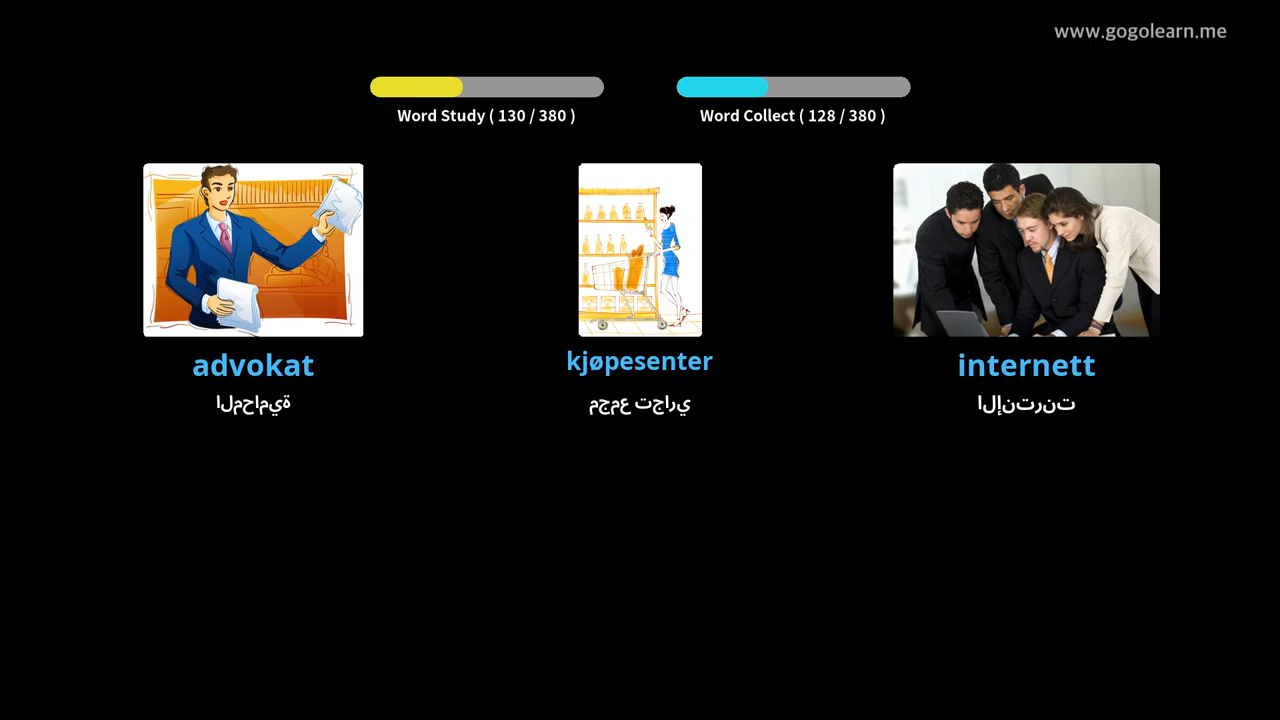 www.gogolearn.me
Word Study ( 130 / 380 )
Word Collect ( 128 / 380 )
advokat
المحامية
kjøpesenter
مجمع تجاري
internett
الإنترنت